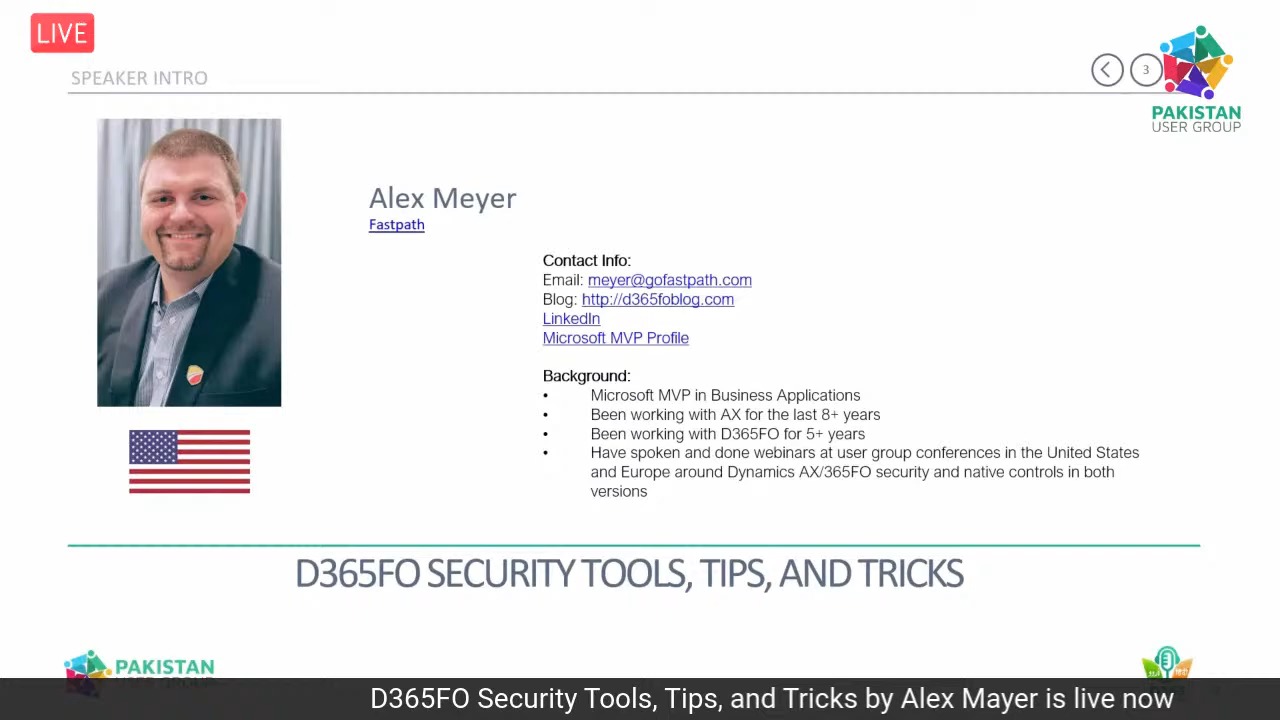 LIVE
SPEAKER INTRO
3
PAKISTAN
USER GROUP
Alex Meyer
Fastpath
Contact Info:
Email: meyer@gofastpath.com
Blog: http://d365foblog.com
LinkedIn
Microsoft MVP Profile
Background:
• Microsoft MVP in Business Applications
• Been working with AX for the last 8+ years
• Been working with D365FO for 5+ years
• Have spoken and done webinars at user group conferences in the United States
and Europe around Dynamics AX/365FO security and native controls in both
versions
D365FO SECURITY TOOLS, TIPS, AND TRICKS
PAKISTAN
USER GROUP
D365FO Security Tools, Tips, and Tricks by Alex Mayer is live now